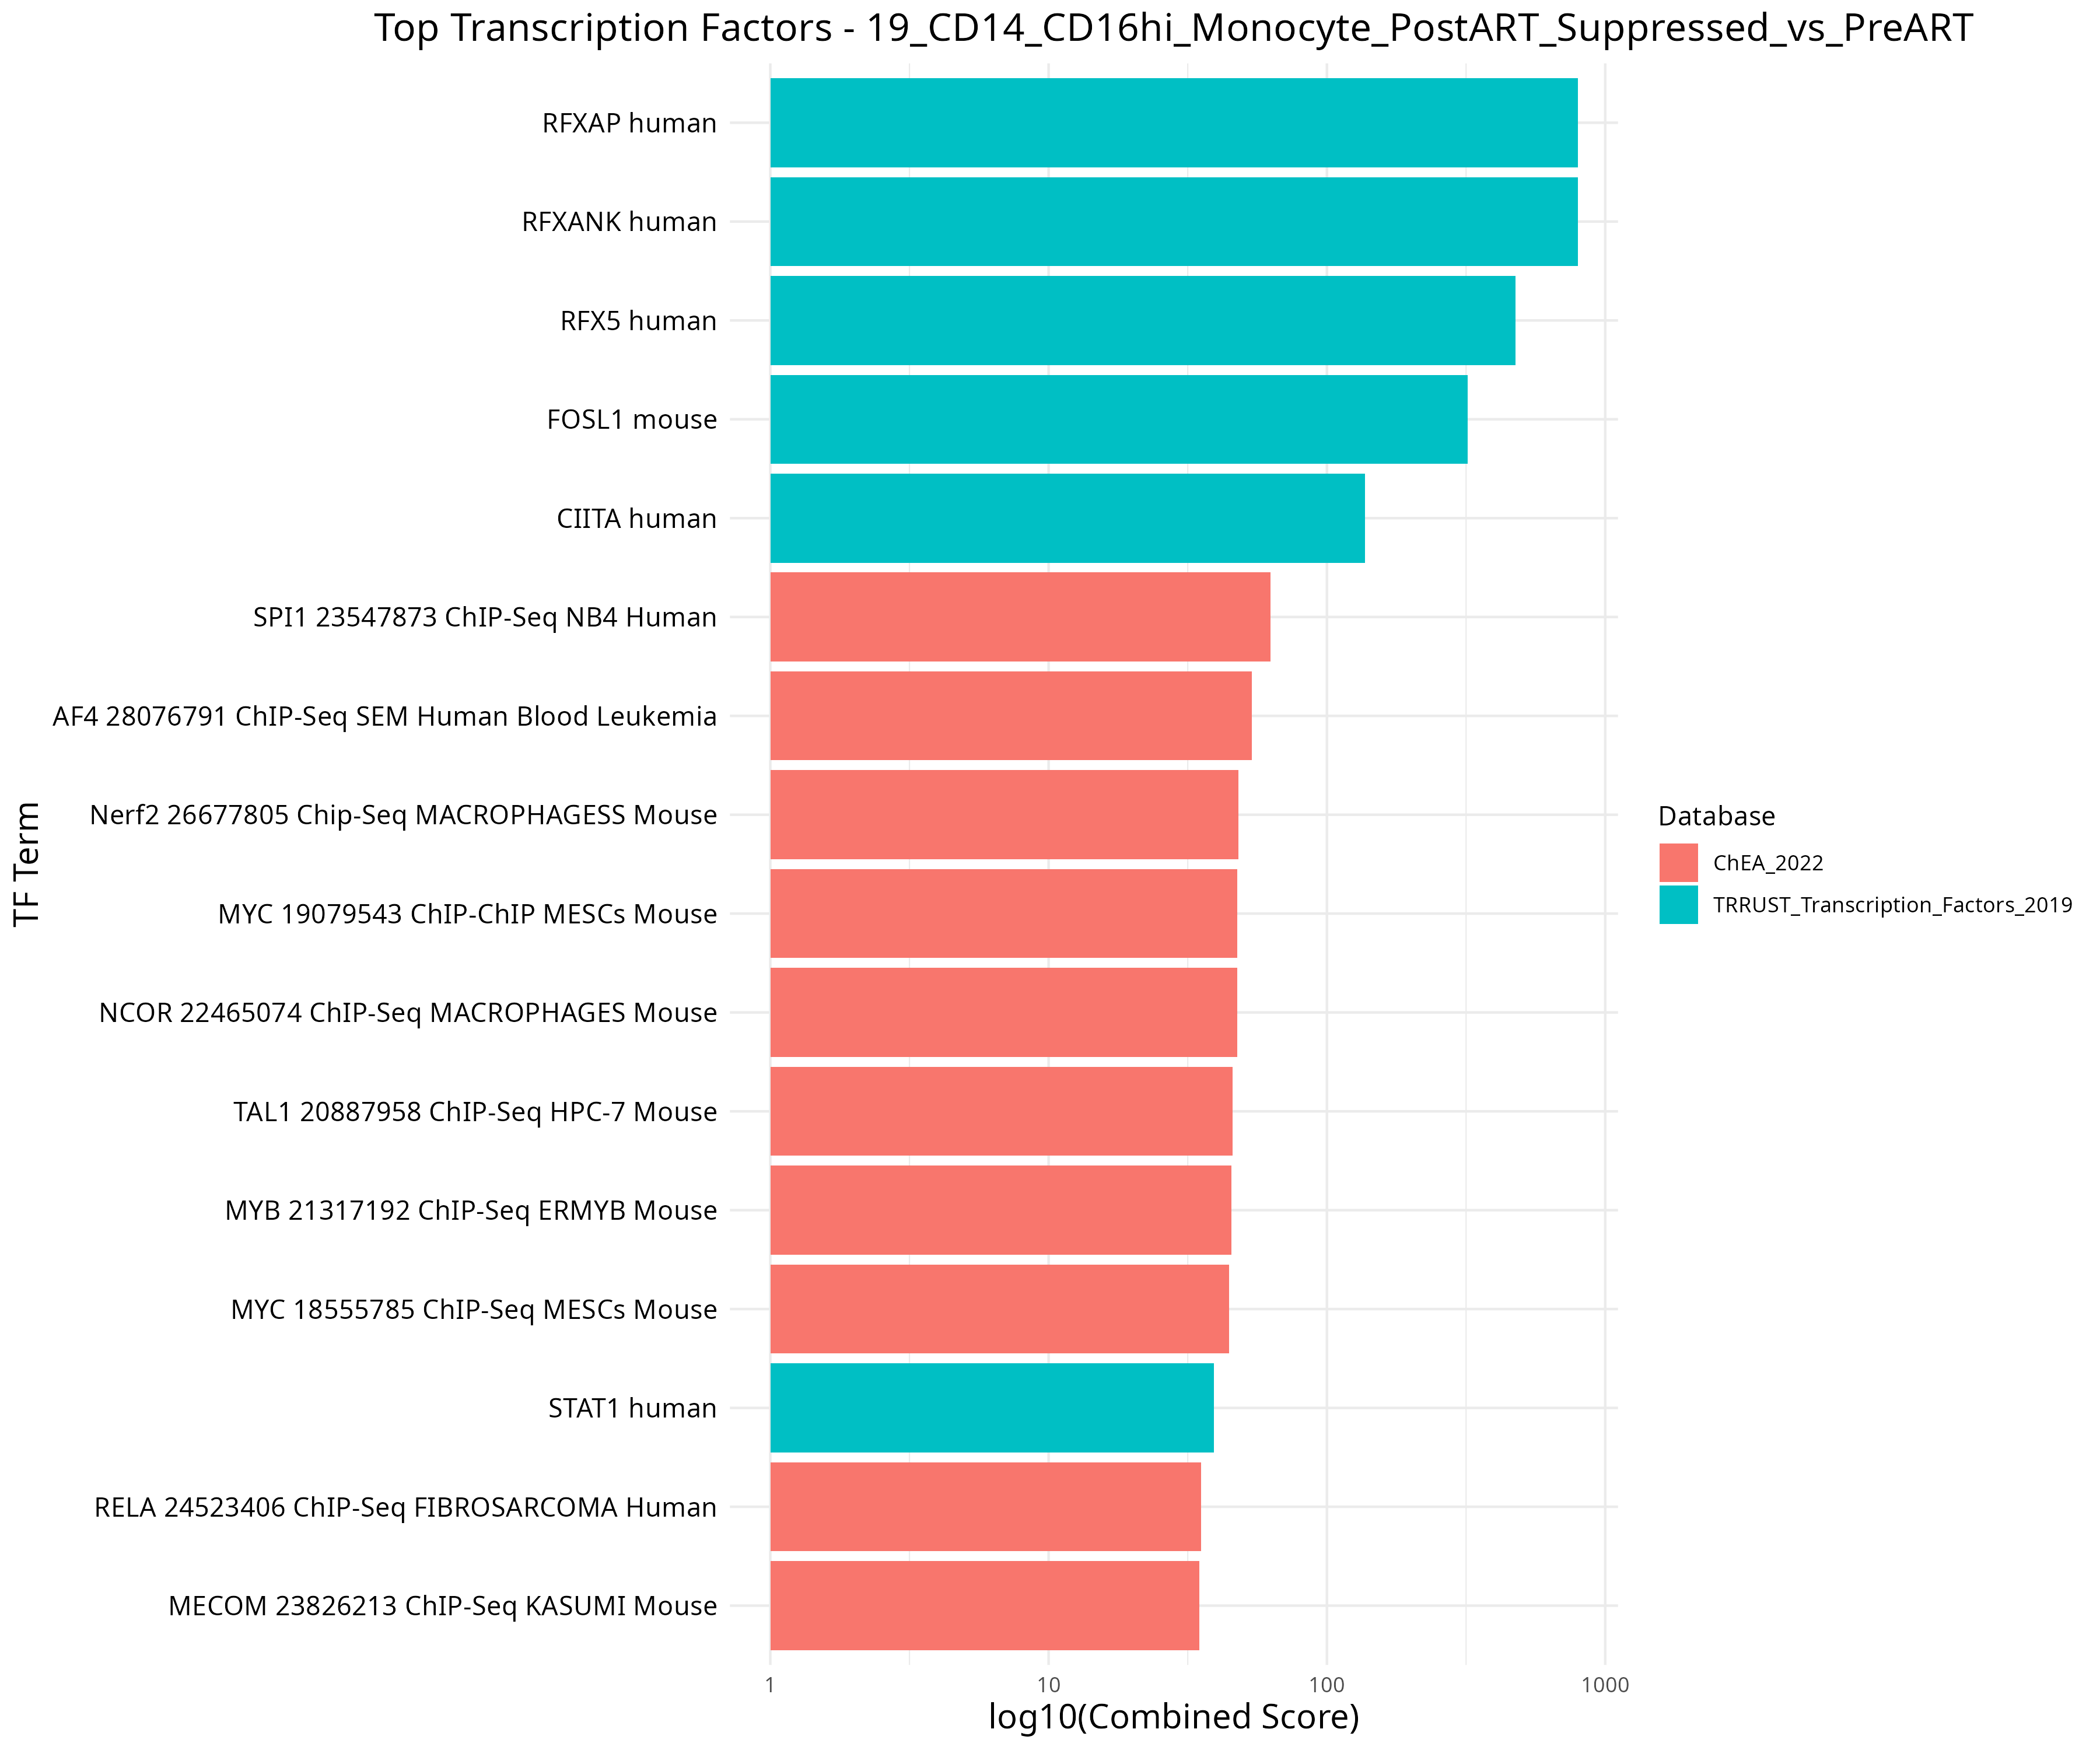 Top Transcription Factors - 19_CD14_CD16hi_Monocyte_PostART_Suppressed_vs_PreART
TF Term
RFXAP human
RFXANK human
RFX5 human
FOSL1 mouse
CIITA human
SPI1 23547873 ChIP-Seq NB4 Human
AF4 28076791 ChIP-Seq SEM Human Blood Leukemia
Nerf2 26677805 Chip-Seq MACROPHAGESS Mouse
MYC 19079543 ChIP-ChIP MESCs Mouse
NCOR 22465074 ChIP-Seq MACROPHAGES Mouse
TAL1 20887958 ChIP-Seq HPC-7 Mouse
MYB 21317192 ChIP-Seq ERMYB Mouse
MYC 18555785 ChIP-Seq MESCs Mouse
STAT1 human
RELA 24523406 ChIP-Seq FIBROSARCOMA Human
MECOM 23826213 ChIP-Seq KASUMI Mouse
1 10 100 1000
log10(Combined Score)
Database
ChEA_2022
TRRUST_Transcription_Factors_2019